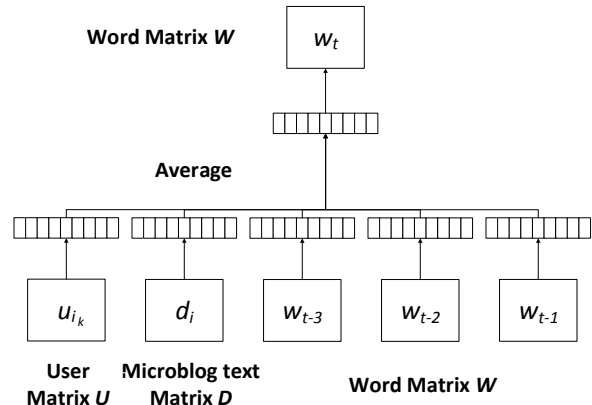 Word Matrix W
w_t
Average
u_{i_k}
d_i
w_{t-3}
w_{t-2}
w_{t-1}
User
Matrix U
Microblog text
Matrix D
Word Matrix W